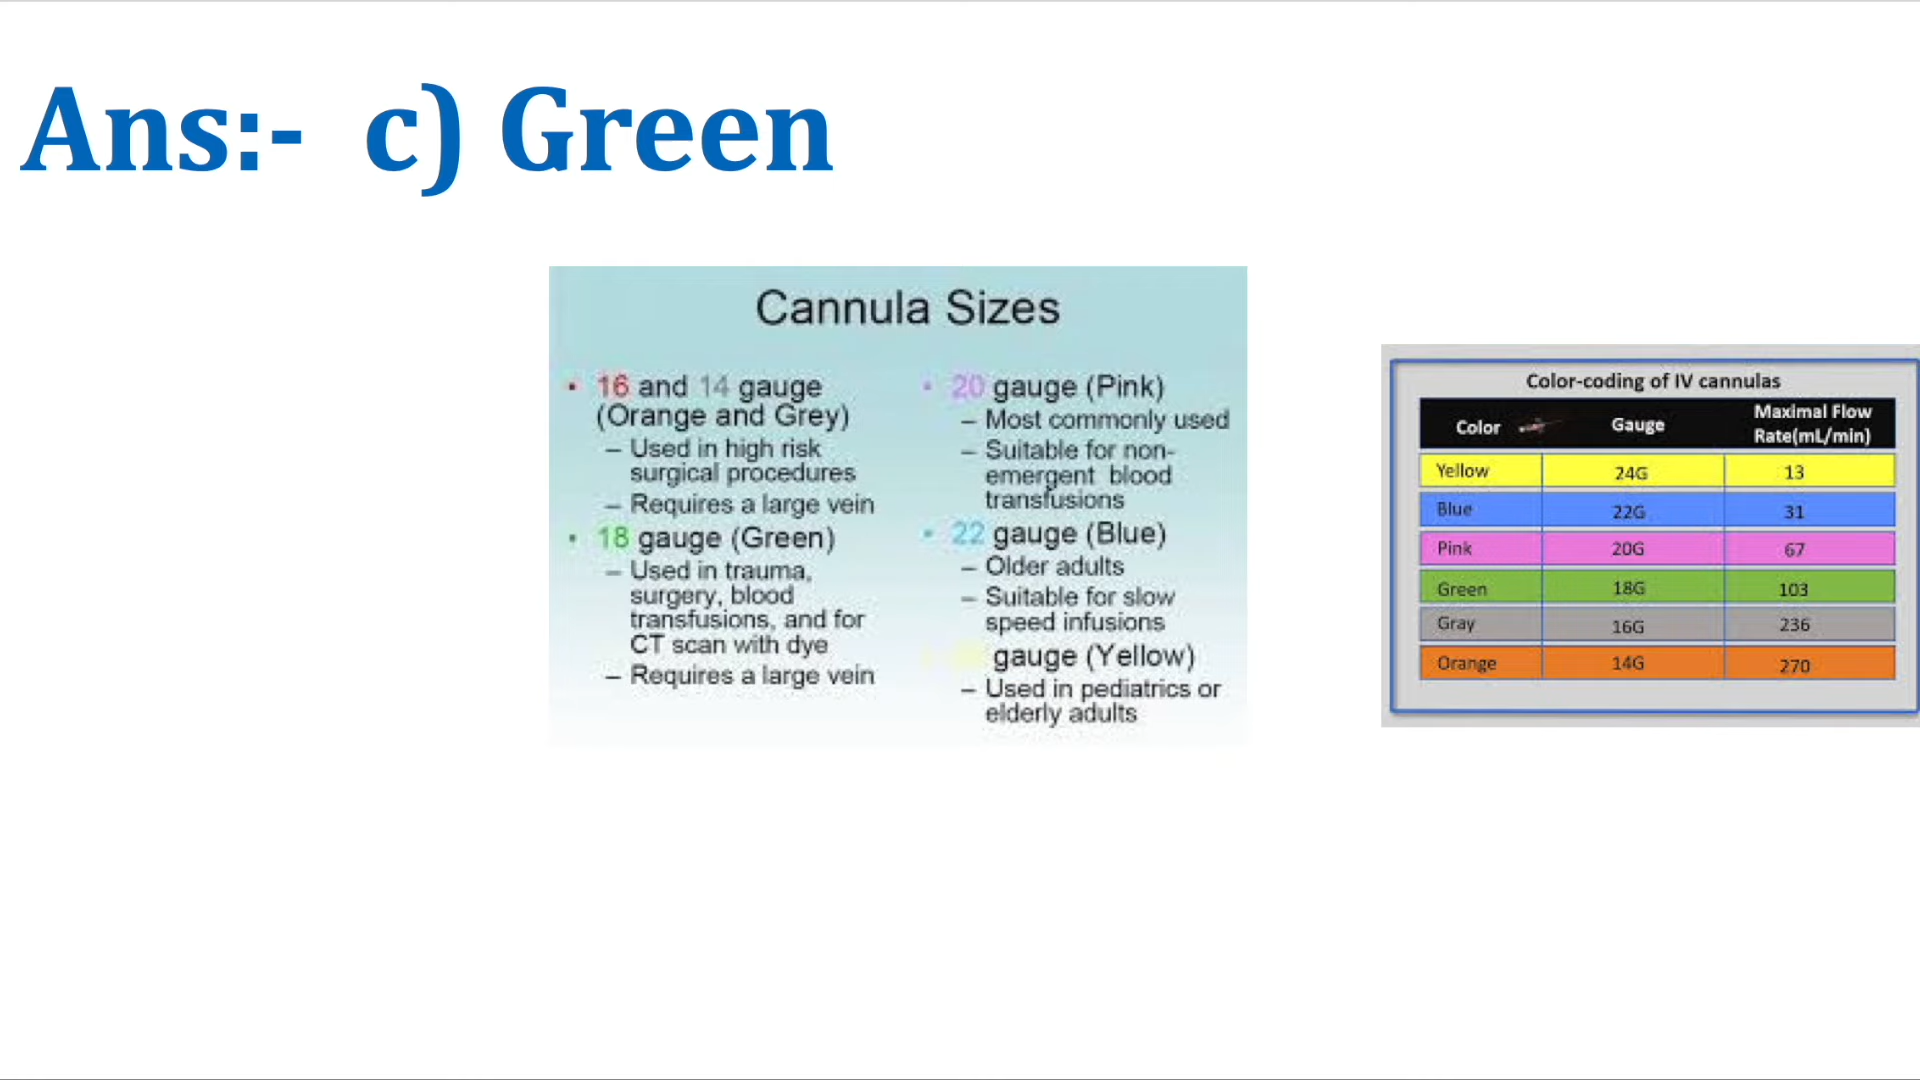 Ans:- c) Green
Cannula Sizes
• 16 and 14 gauge
(Orange and Grey)
– Used in high risk
surgical procedures
– Requires a large vein
• 18 gauge (Green)
– Used in trauma,
surgery, blood
transfusions, and for
CT scan with dye
– Requires a large vein
• 20 gauge (Pink)
– Most commonly used
– Suitable for non-
emergent blood
transfusions
• 22 gauge (Blue)
– Older adults
– Suitable for slow
speed infusions
• gauge (Yellow)
– Used in pediatrics or
elderly adults
Color-coding of IV cannulas
Color Gauge Maximal Flow
Rate(mL/min)
Yellow 24G 13
Blue 22G 31
Pink 20G 67
Green 18G 103
Gray 16G 236
Orange 14G 270